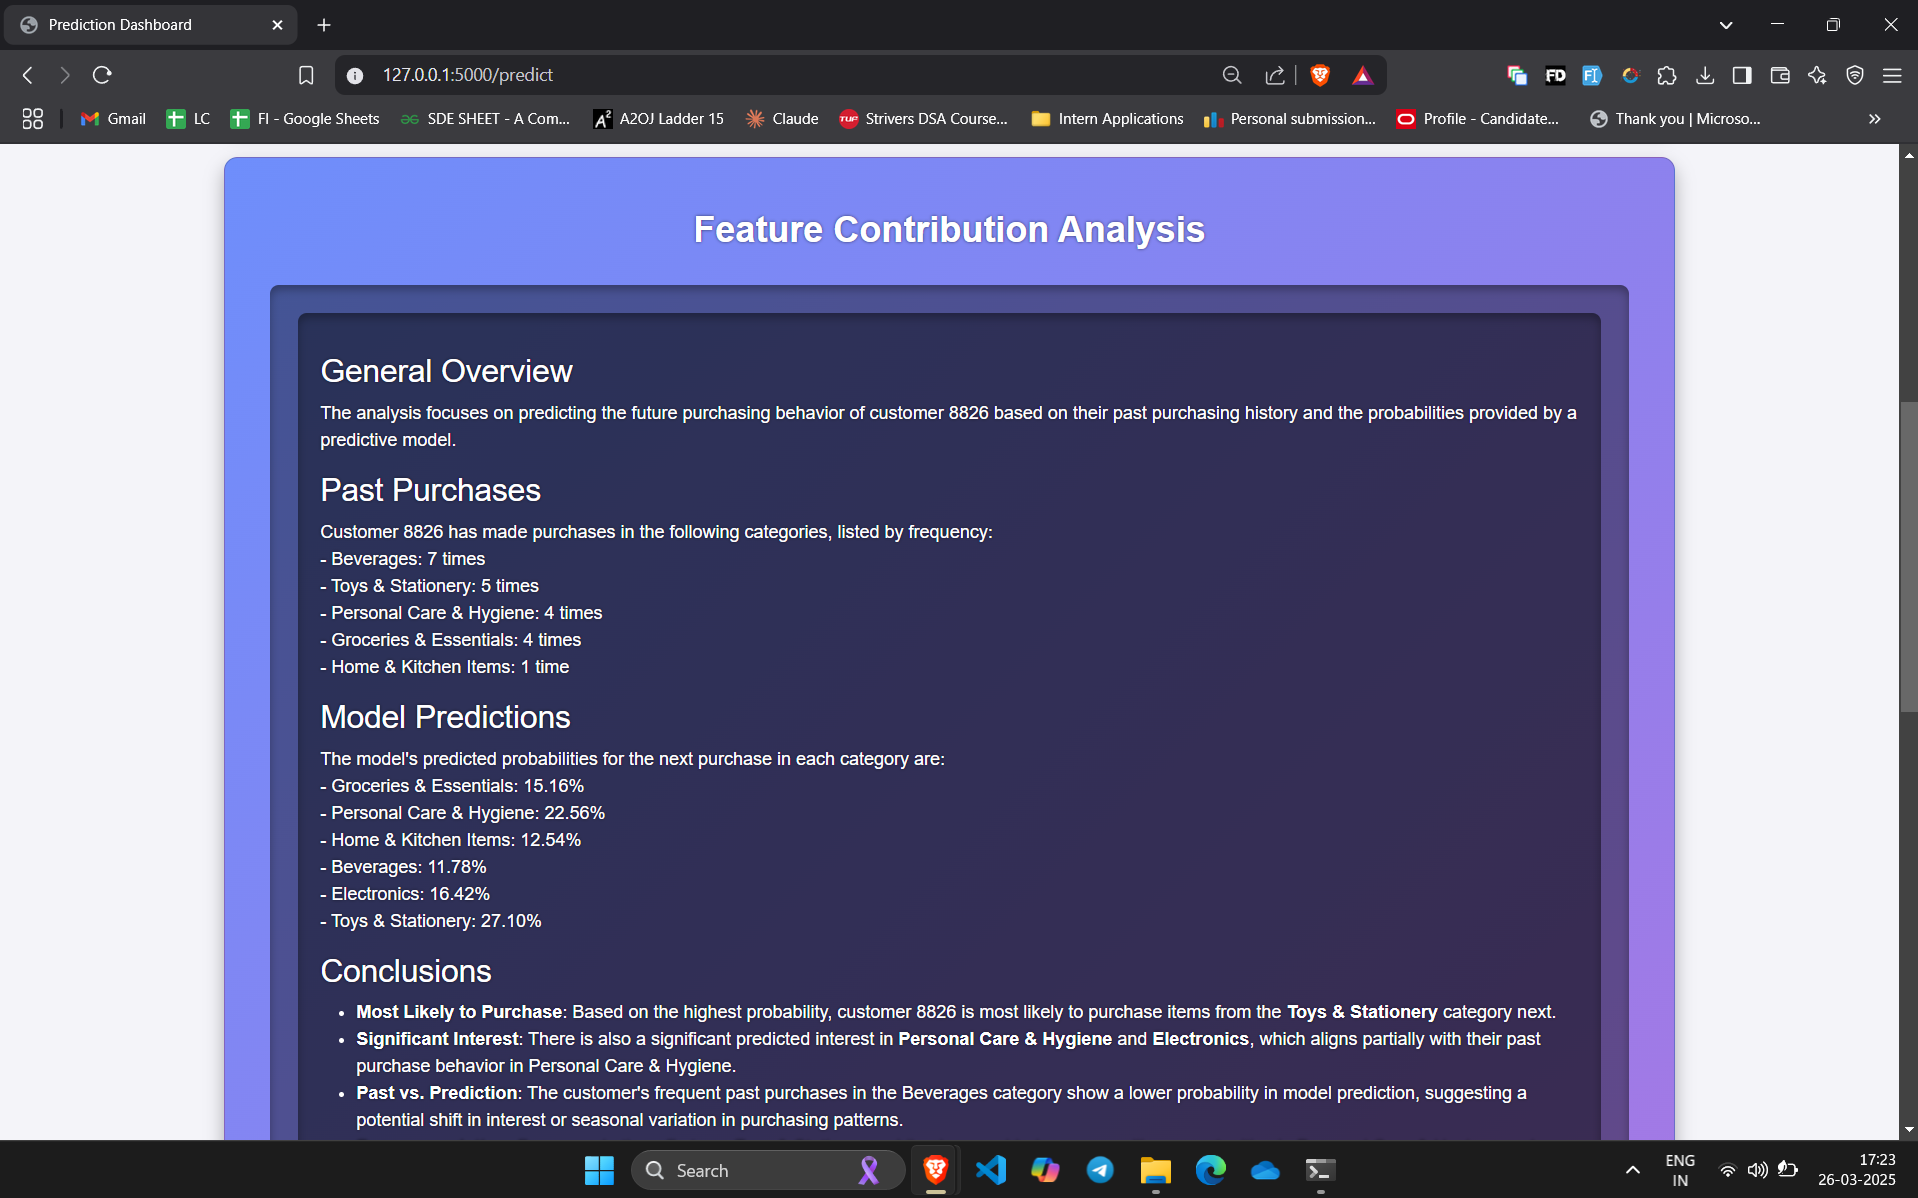 Prediction Dashboard
127.0.0.1:5000/predict
FD
Gmail
LC
FI - Google Sheets
SDE SHEET - A Com...
A2OJ Ladder 15
Claude
TUF
Strivers DSA Course...
Intern Applications
Personal submission...
Profile - Candidate...
Thank you | Microso...
Feature Contribution Analysis
General Overview
The analysis focuses on predicting the future purchasing behavior of customer 8826 based on their past purchasing history and the probabilities provided by a
predictive model.
Past Purchases
Customer 8826 has made purchases in the following categories, listed by frequency:
- Beverages: 7 times
- Toys & Stationery: 5 times
- Personal Care & Hygiene: 4 times
- Groceries & Essentials: 4 times
- Home & Kitchen Items: 1 time
Model Predictions
The model's predicted probabilities for the next purchase in each category are:
- Groceries & Essentials: 15.16%
- Personal Care & Hygiene: 22.56%
- Home & Kitchen Items: 12.54%
- Beverages: 11.78%
- Electronics: 16.42%
- Toys & Stationery: 27.10%
Conclusions
• Most Likely to Purchase: Based on the highest probability, customer 8826 is most likely to purchase items from the Toys & Stationery category next.
• Significant Interest: There is also a significant predicted interest in Personal Care & Hygiene and Electronics, which aligns partially with their past
purchase behavior in Personal Care & Hygiene.
• Past vs. Prediction: The customer's frequent past purchases in the Beverages category show a lower probability in model prediction, suggesting a
potential shift in interest or seasonal variation in purchasing patterns.
Search
ENG
IN
17:23
26-03-2025